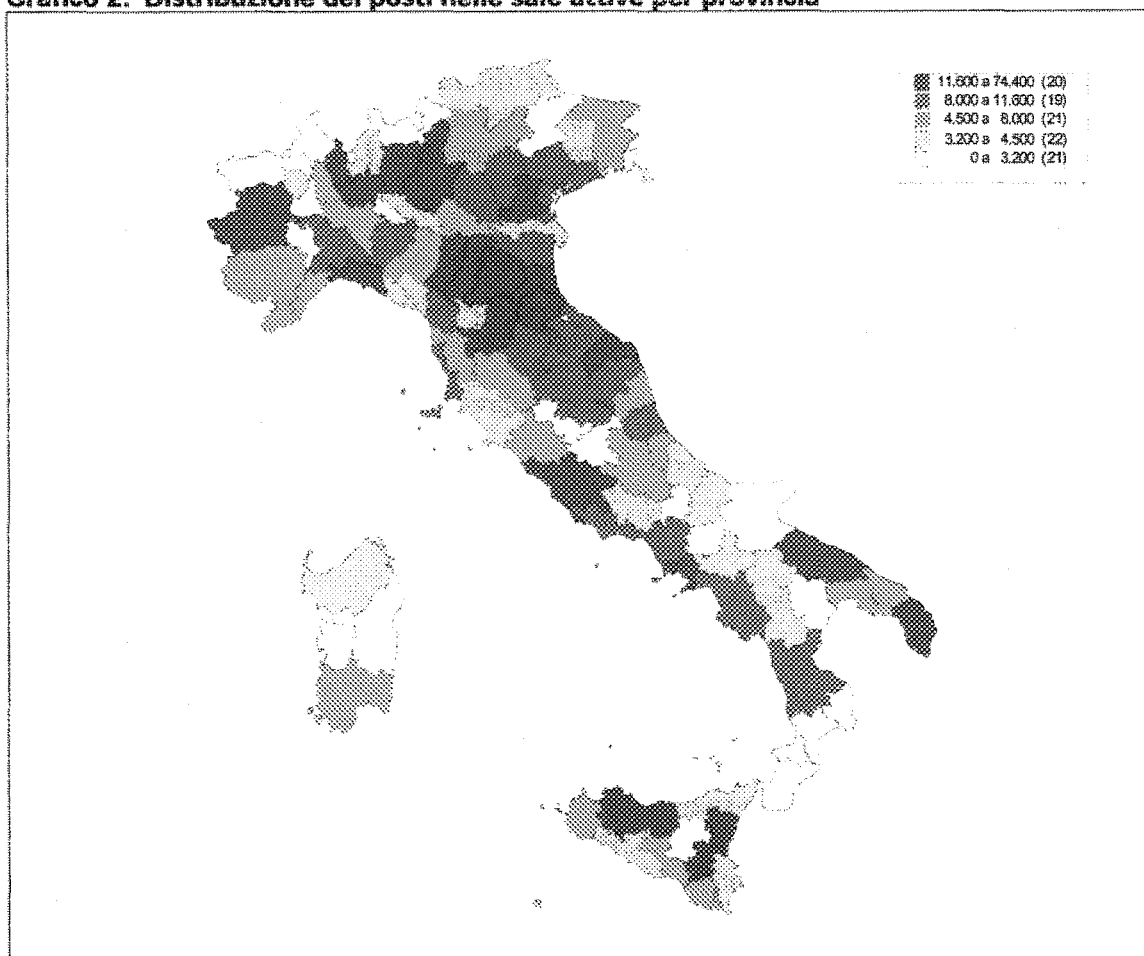 Grafico 2. Distribuzione dei posti nelle sale attive per provincia
11.600 a 74.400 (20)
8.000 a 11.600 (19)
4.500 a 8.000 (21)
3.200 a 4.500 (22)
0 a 3.200 (21)